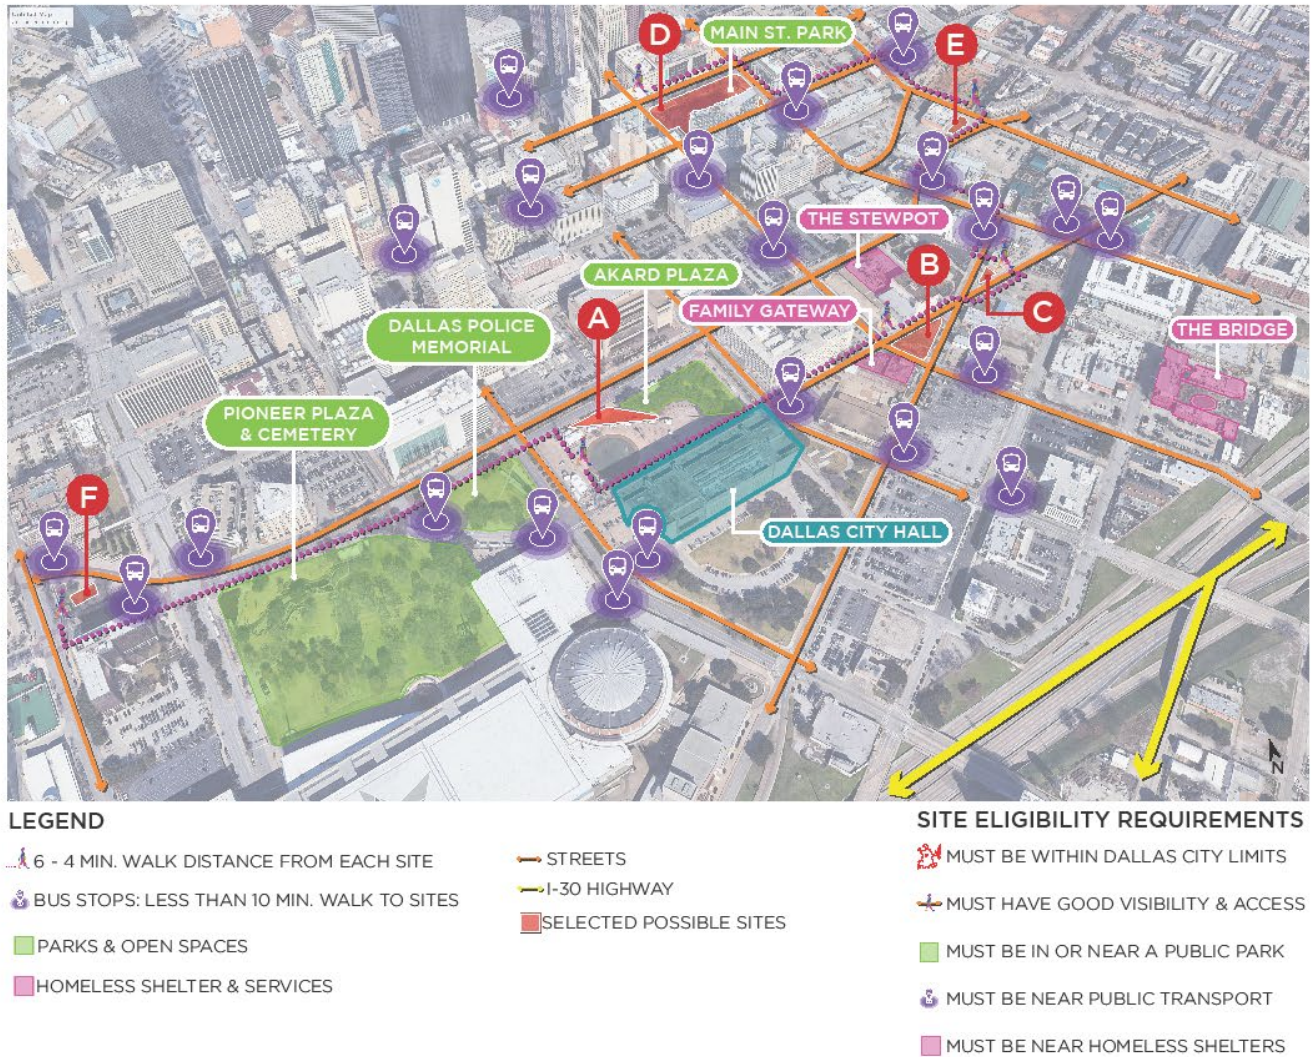 D
MAIN ST. PARK
E
THE STEWPOT
B
AKARD PLAZA
A
FAMILY GATEWAY
C
DALLAS POLICE
MEMORIAL
THE BRIDGE
PIONEER PLAZA
& CEMETERY
F
DALLAS CITY HALL
N
LEGEND
6 - 4 MIN. WALK DISTANCE FROM EACH SITE
BUS STOPS: LESS THAN 10 MIN. WALK TO SITES
PARKS & OPEN SPACES
HOMELESS SHELTER & SERVICES
STREETS
I-30 HIGHWAY
SELECTED POSSIBLE SITES
SITE ELIGIBILITY REQUIREMENTS
MUST BE WITHIN DALLAS CITY LIMITS
MUST HAVE GOOD VISIBILITY & ACCESS
MUST BE IN OR NEAR A PUBLIC PARK
MUST BE NEAR PUBLIC TRANSPORT
MUST BE NEAR HOMELESS SHELTERS